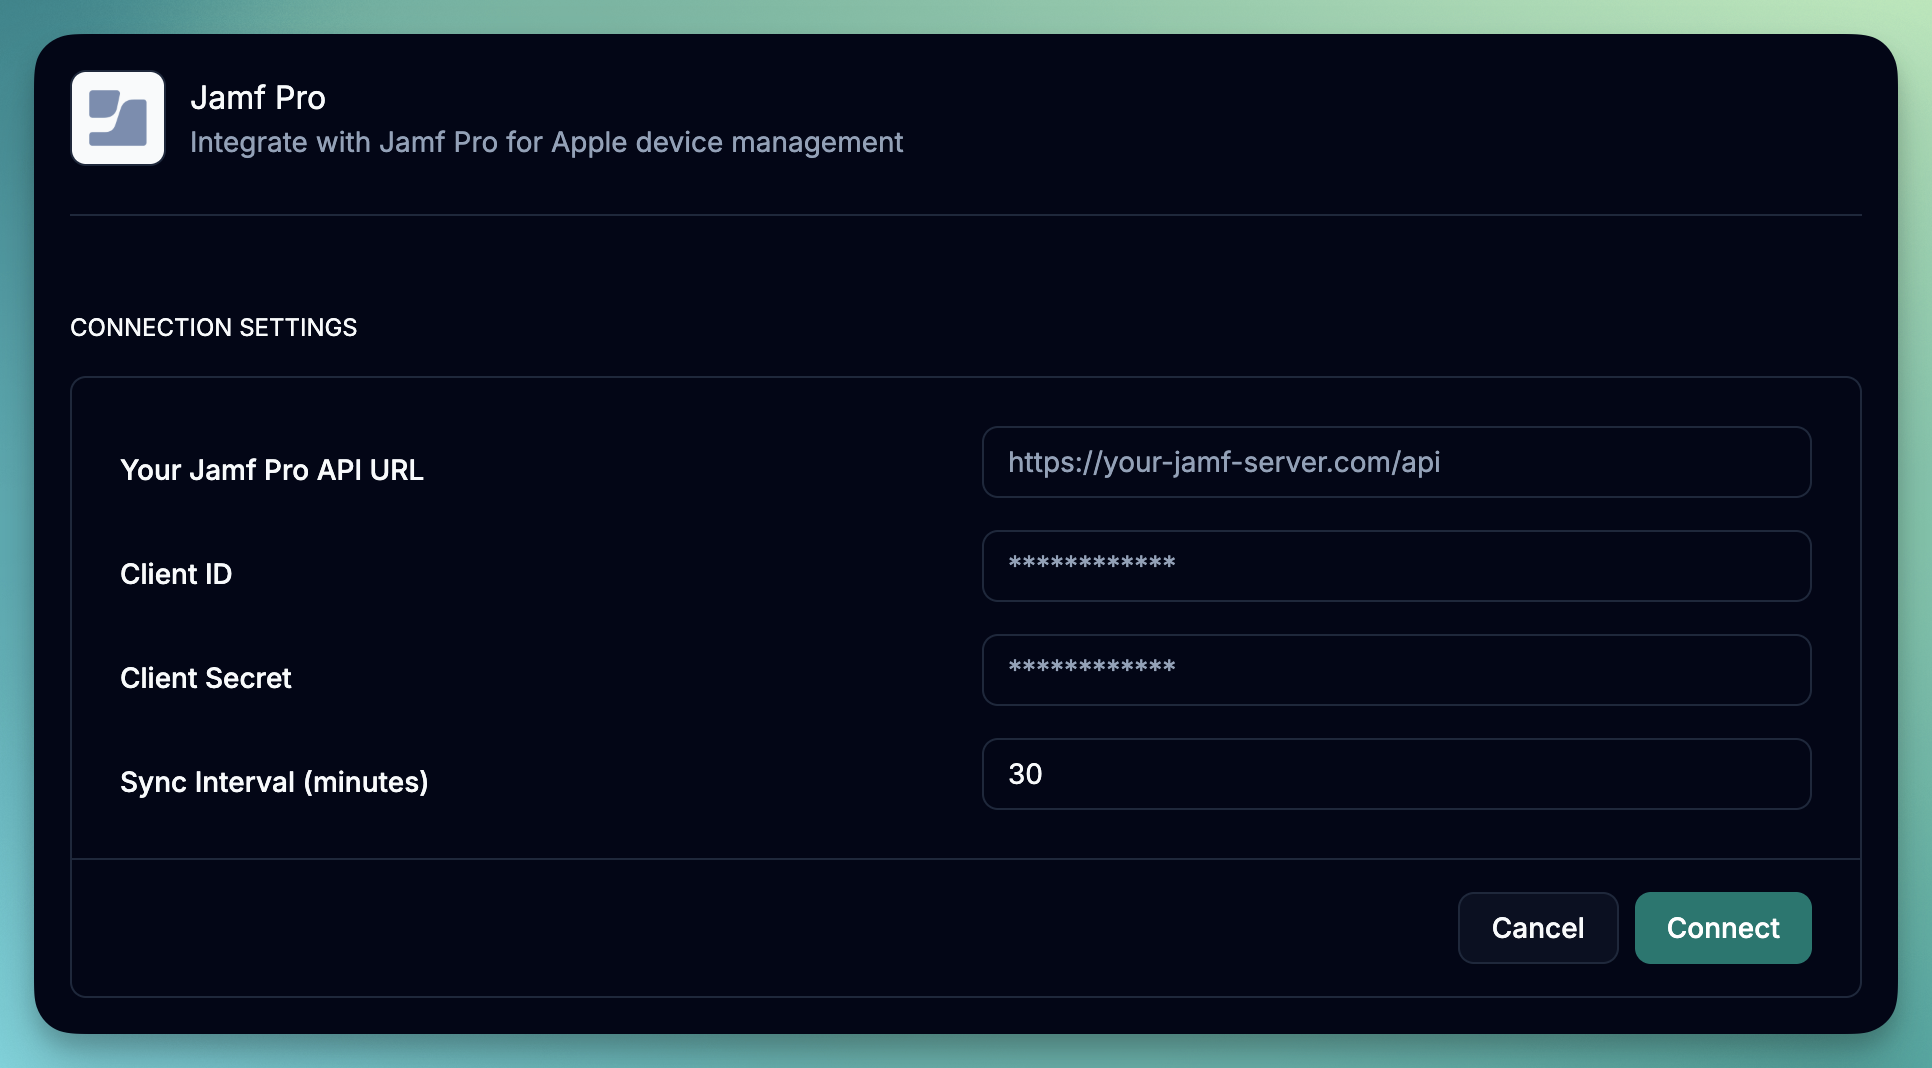 Jamf Pro
Integrate with Jamf Pro for Apple device management
CONNECTION SETTINGS
Your Jamf Pro API URL
https://your-jamf-server.com/api
Client ID
************
Client Secret
************
Sync Interval (minutes)
30
Cancel
Connect